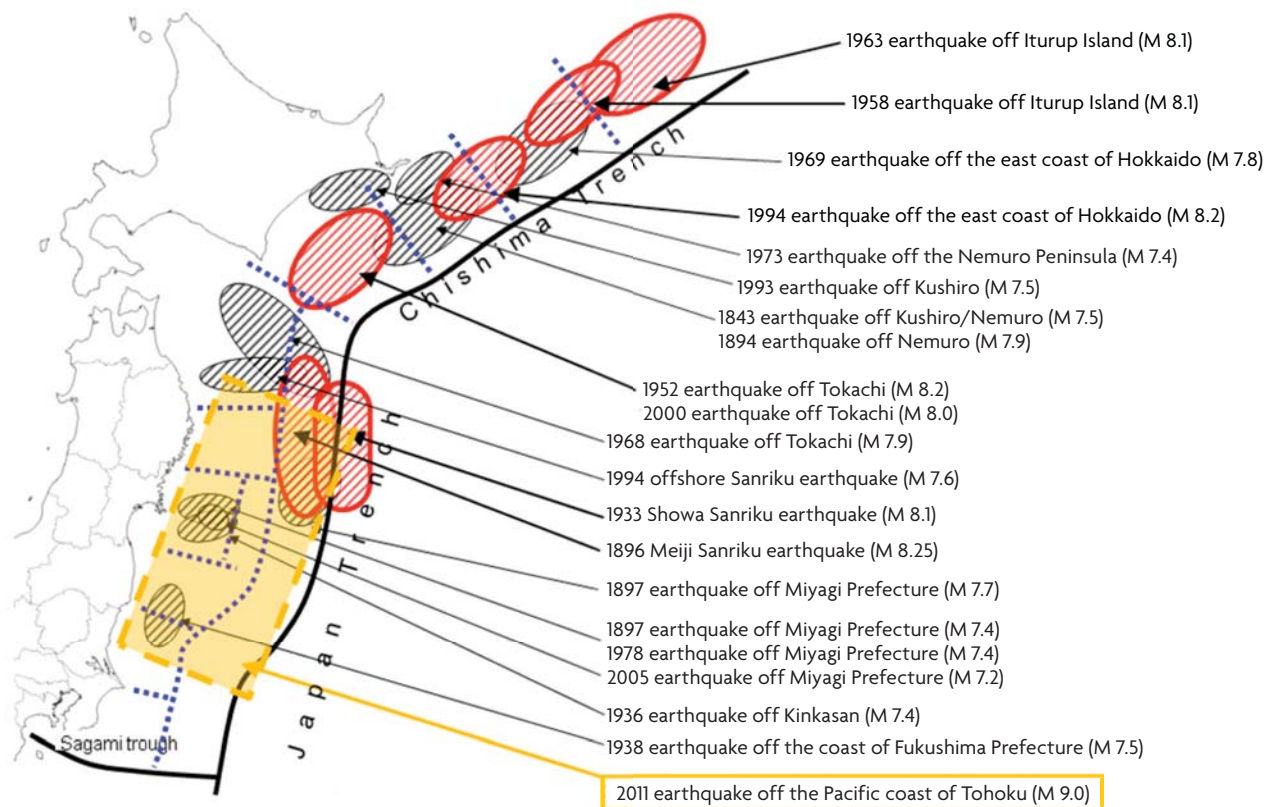 1963 earthquake off Iturup Island (M 8.1)
1958 earthquake off Iturup Island (M 8.1)
1969 earthquake off the east coast of Hokkaido (M 7.8)
1994 earthquake off the east coast of Hokkaido (M 8.2)
1973 earthquake off the Nemuro Peninsula (M 7.4)
1993 earthquake off Kushiro (M 7.5)
1843 earthquake off Kushiro/Nemuro (M 7.5)
1894 earthquake off Nemuro (M 7.9)
Chishima Trench
1952 earthquake off Tokachi (M 8.2)
2000 earthquake off Tokachi (M 8.0)
1968 earthquake off Tokachi (M 7.9)
1994 offshore Sanriku earthquake (M 7.6)
1933 Showa Sanriku earthquake (M 8.1)
1896 Meiji Sanriku earthquake (M 8.25)
1897 earthquake off Miyagi Prefecture (M 7.7)
1897 earthquake off Miyagi Prefecture (M 7.4)
1978 earthquake off Miyagi Prefecture (M 7.4)
2005 earthquake off Miyagi Prefecture (M 7.2)
1936 earthquake off Kinkasan (M 7.4)
1938 earthquake off the coast of Fukushima Prefecture (M 7.5)
Japan Trench
Sagami trough
2011 earthquake off the Pacific coast of Tohoku (M 9.0)